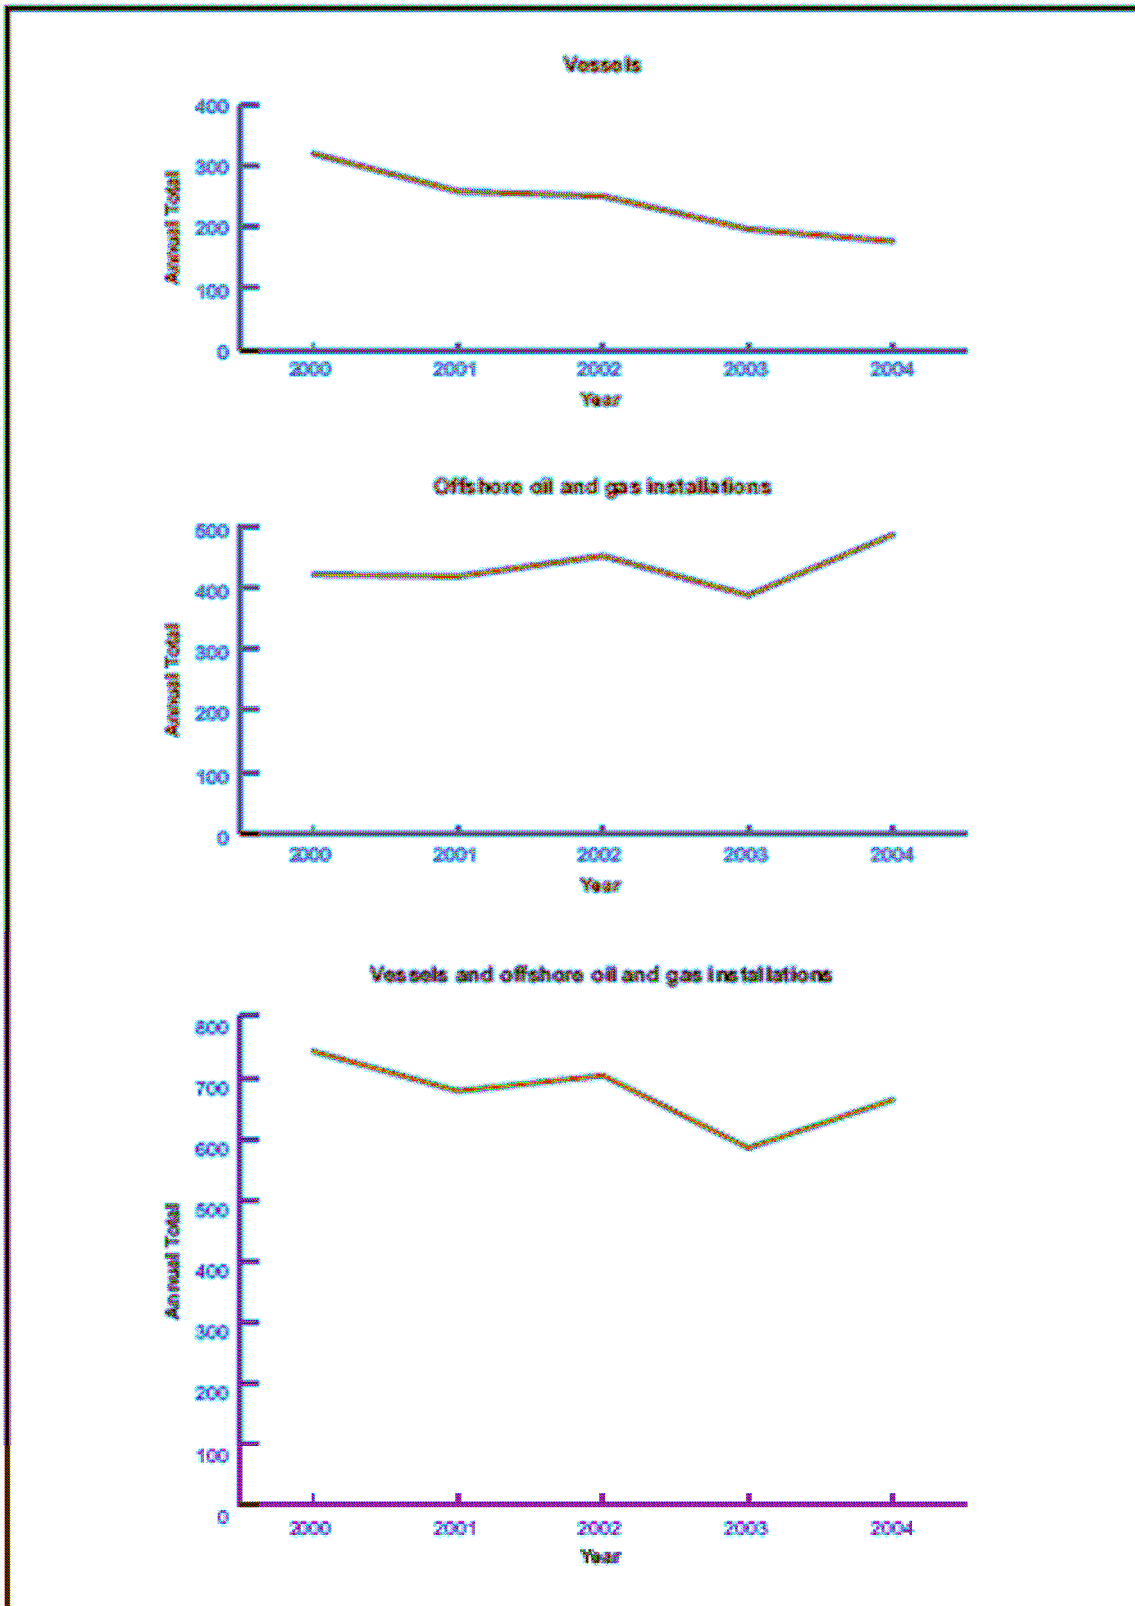 Vessels
400
300
200
100
0
Annual Total
2000 2001 2002 2003 2004
Year
Offshore oil and gas installations
500
400
300
200
100
0
Annual Total
2000 2001 2002 2003 2004
Year
Vessels and offshore oil and gas installations
800
700
600
500
400
300
200
100
0
Annual Total
2000 2001 2002 2003 2004
Year